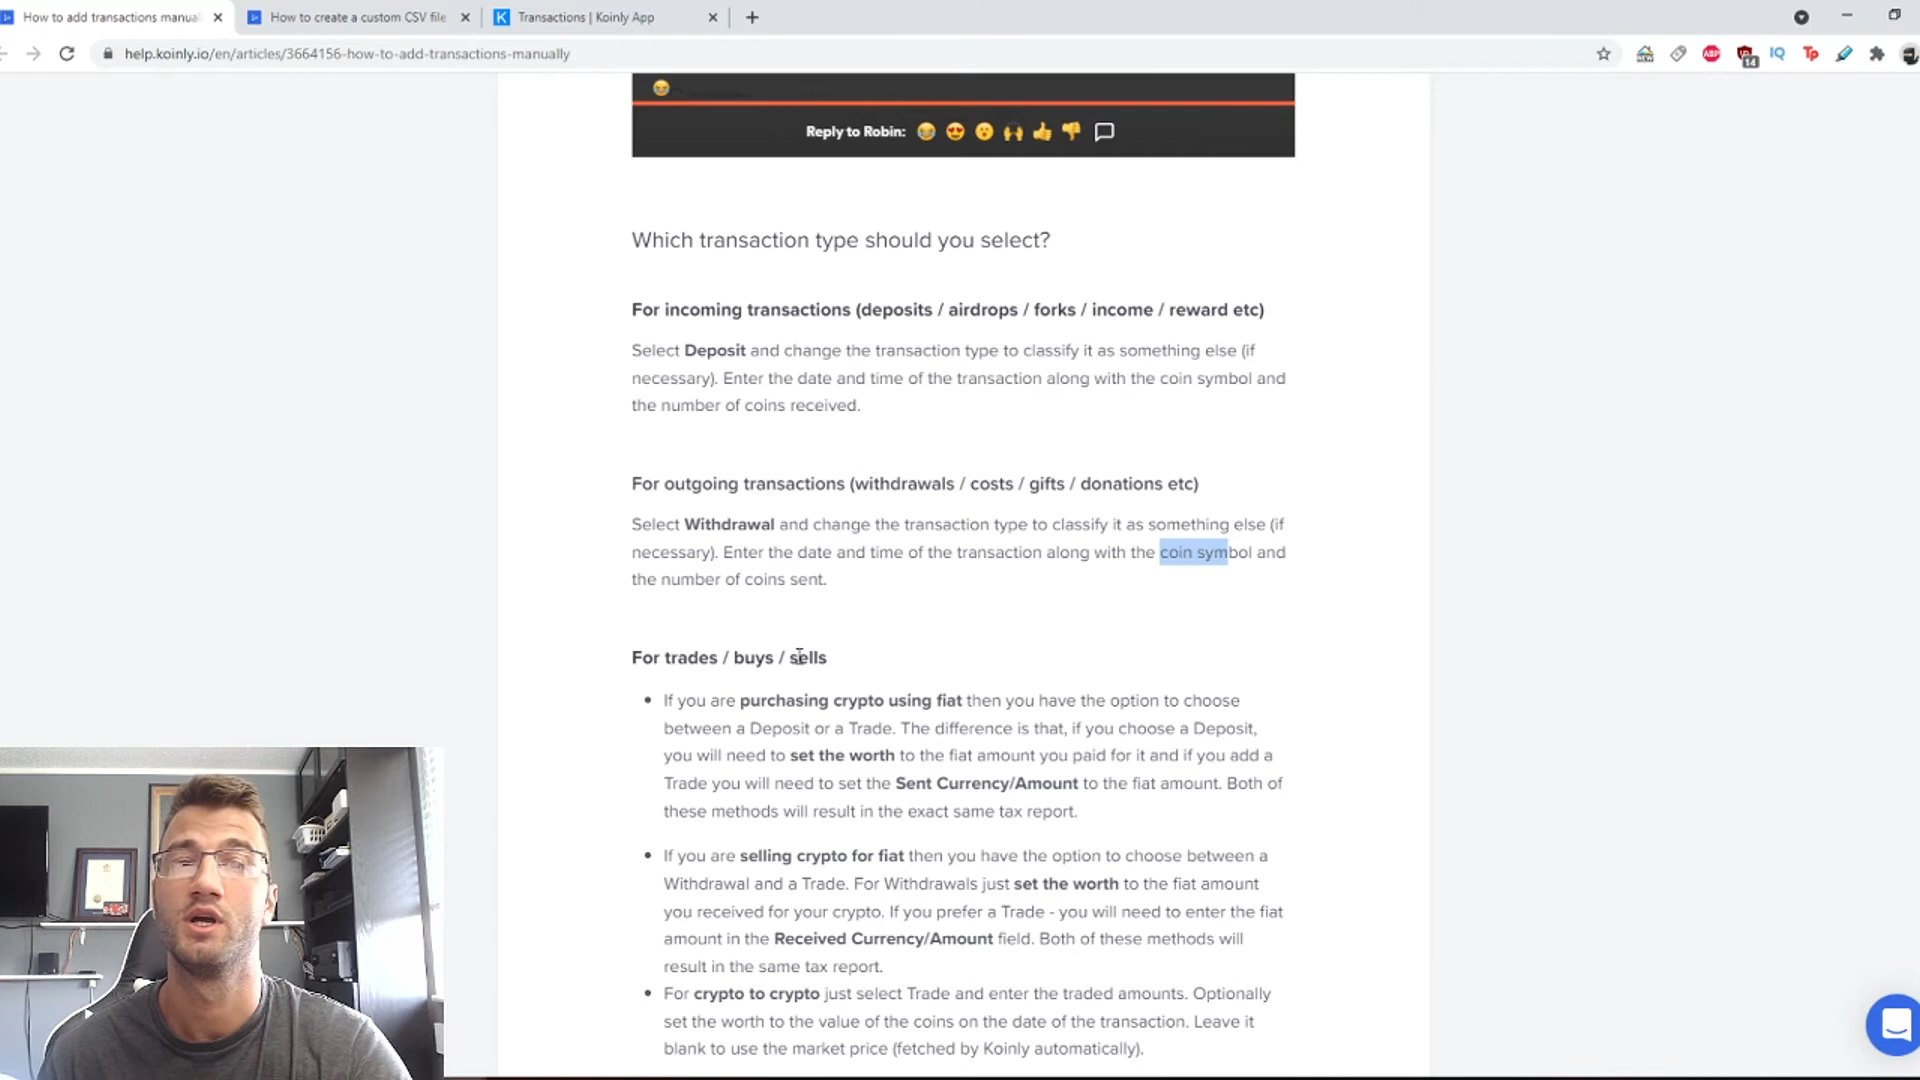 How to add transactions manua
How to create a custom CSV file
Transactions | Koinly App
help.koinly.io/en/articles/3664156-how-to-add-transactions-manually
NEW
ABP
14
IQ
Tp
Reply to Robin:
Which transaction type should you select?
For incoming transactions (deposits / airdrops / forks / income / reward etc)
Select Deposit and change the transaction type to classify it as something else (if
necessary). Enter the date and time of the transaction along with the coin symbol and
the number of coins received.
For outgoing transactions (withdrawals / costs / gifts / donations etc)
Select Withdrawal and change the transaction type to classify it as something else (if
necessary). Enter the date and time of the transaction along with the coin symbol and
the number of coins sent.
For trades / buys / sells
• If you are purchasing crypto using fiat then you have the option to choose
between a Deposit or a Trade. The difference is that, if you choose a Deposit,
you will need to set the worth to the fiat amount you paid for it and if you add a
Trade you will need to set the Sent Currency/Amount to the fiat amount. Both of
these methods will result in the exact same tax report.
• If you are selling crypto for fiat then you have the option to choose between a
Withdrawal and a Trade. For Withdrawals just set the worth to the fiat amount
you received for your crypto. If you prefer a Trade - you will need to enter the fiat
amount in the Received Currency/Amount field. Both of these methods will
result in the same tax report.
• For crypto to crypto just select Trade and enter the traded amounts. Optionally
set the worth to the value of the coins on the date of the transaction. Leave it
blank to use the market price (fetched by Koinly automatically).